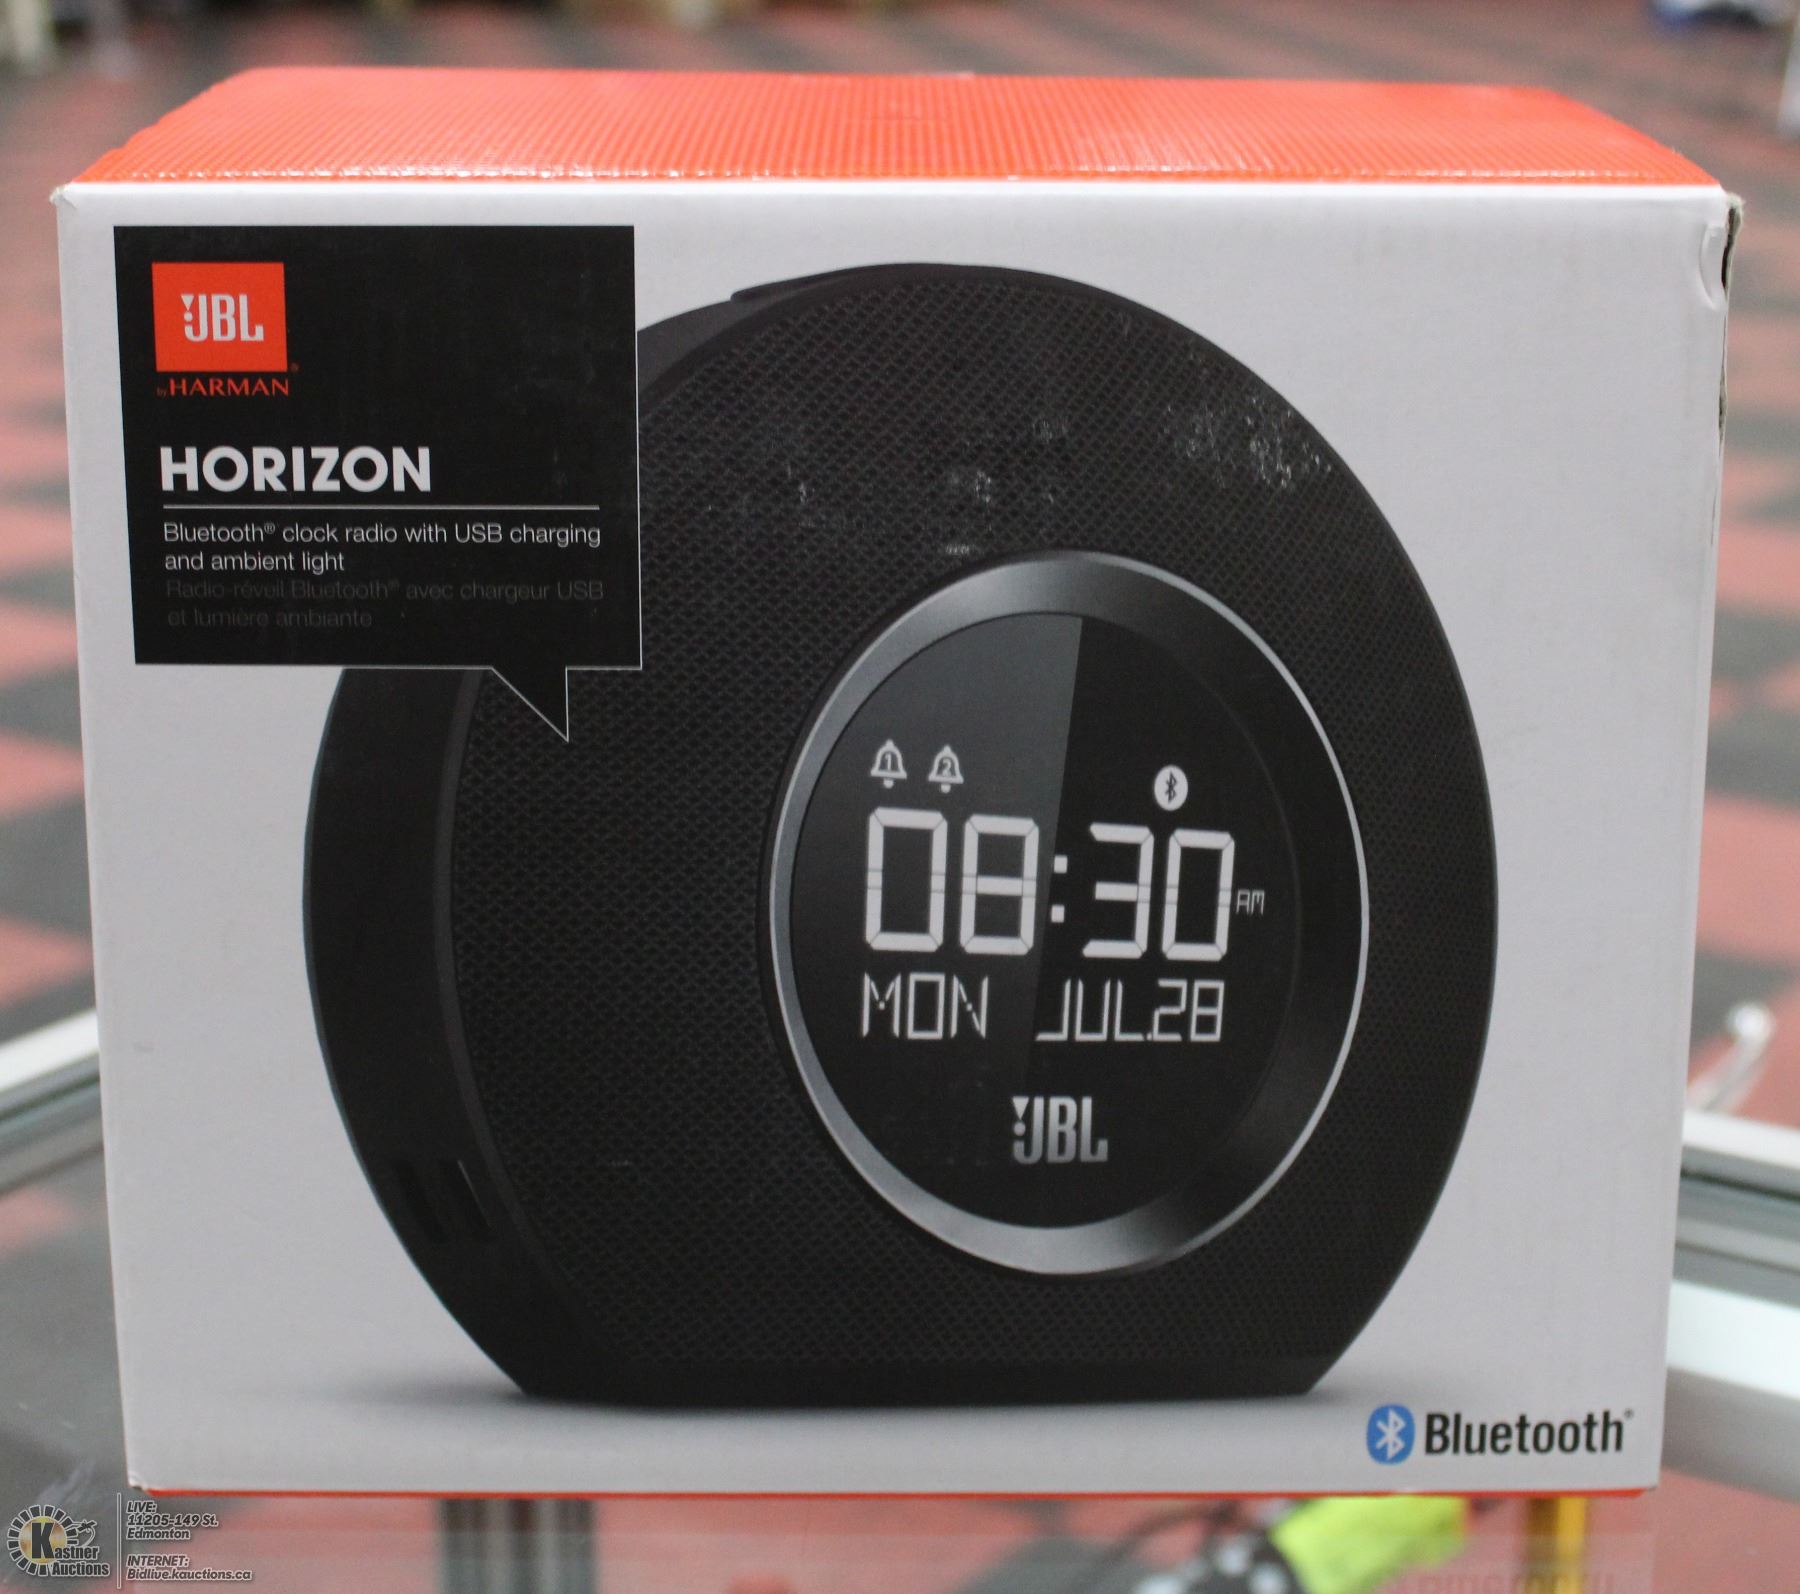 JBL
by HARMAN
HORIZON
Bluetooth® clock radio with USB charging
and ambient light
Radio-réveil Bluetooth® avec chargeur USB
et lumière ambiante
1 2
08:30 AM
MON JUL.28
JBL
Bluetooth®
Kastner
Auctions
LIVE:
11205-149 St.
Edmonton
INTERNET:
Bidlive.kauctions.ca